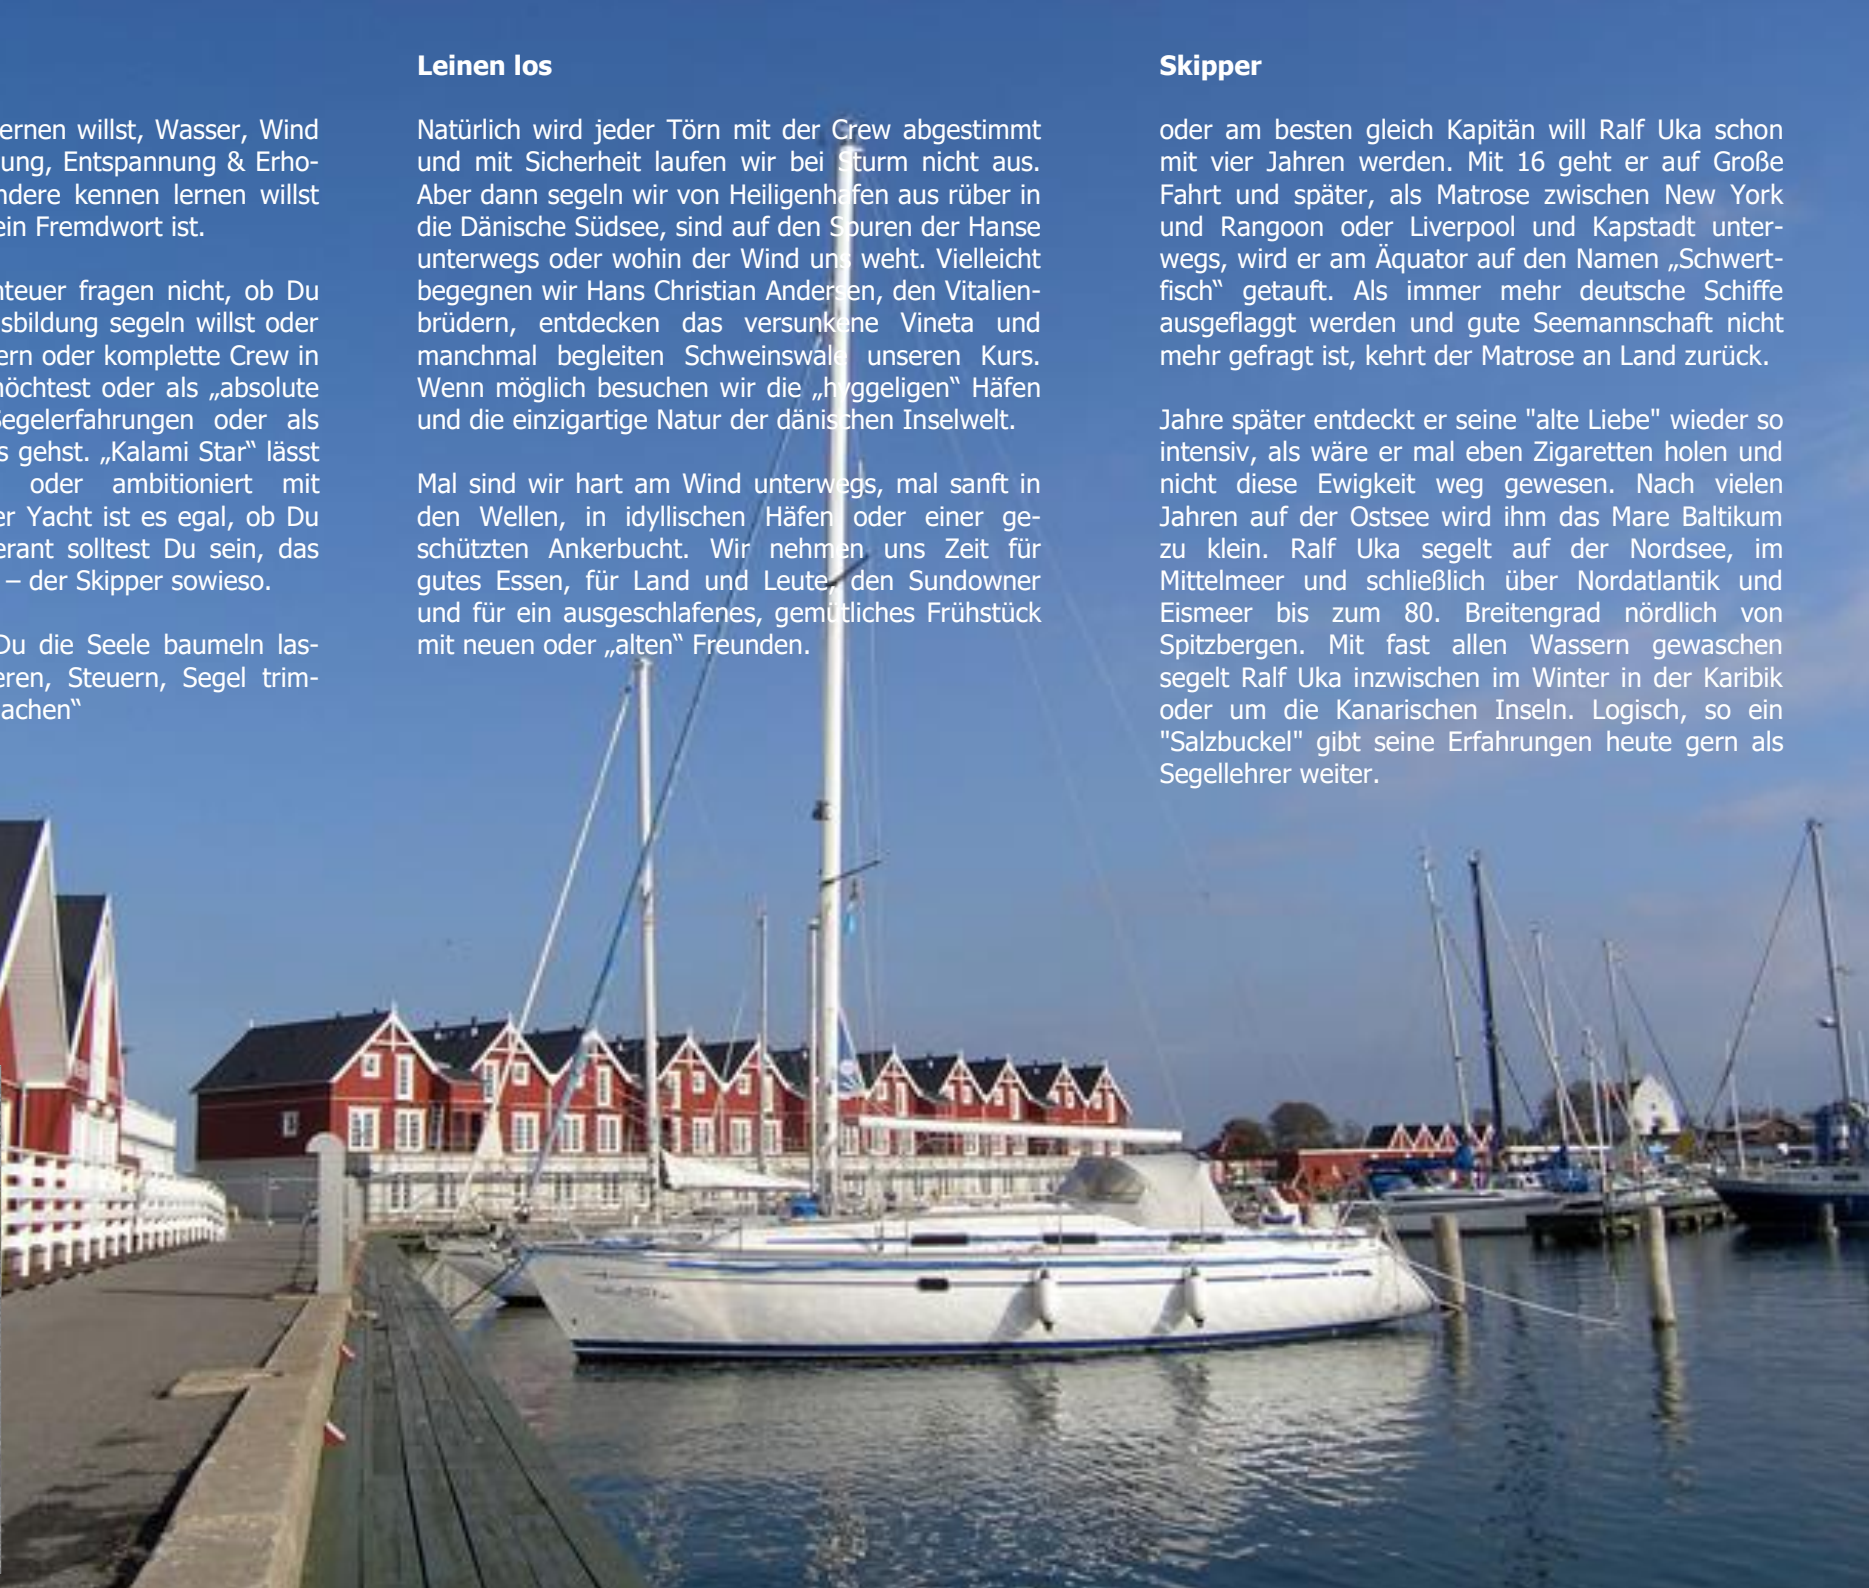 ernen willst, Wasser, Wind
ung, Entspannung & Erho-
ndere kennen lernen willst
ein Fremdwort ist.
nteuer fragen nicht, ob Du
sbildung segeln willst oder
ern oder komplette Crew in
möchtest oder als „absolute
Segelerfahrungen oder als
s gehst. „Kalami Star“ lässt
oder ambitioniert mit
er Yacht ist es egal, ob Du
erant solltest Du sein, das
– der Skipper sowieso.
Du die Seele baumeln las-
eren, Steuern, Segel trim-
achen“
Leinen los
Natürlich wird jeder Törn mit der Crew abgestimmt
und mit Sicherheit laufen wir bei Sturm nicht aus.
Aber dann segeln wir von Heiligenhafen aus rüber in
die Dänische Südsee, sind auf den Spuren der Hanse
unterwegs oder wohin der Wind uns weht. Vielleicht
begegnen wir Hans Christian Andersen, den Vitalien-
brüdern, entdecken das versunkene Vineta und
manchmal begleiten Schweinswale unseren Kurs.
Wenn möglich besuchen wir die „hyggeligen“ Häfen
und die einzigartige Natur der dänischen Inselwelt.
Mal sind wir hart am Wind unterwegs, mal sanft in
den Wellen, in idyllischen Häfen oder einer ge-
schützten Ankerbucht. Wir nehmen uns Zeit für
gutes Essen, für Land und Leute, den Sundowner
und für ein ausgeschlafenes, gemütliches Frühstück
mit neuen oder „alten“ Freunden.
Skipper
oder am besten gleich Kapitän will Ralf Uka schon
mit vier Jahren werden. Mit 16 geht er auf Große
Fahrt und später, als Matrose zwischen New York
und Rangoon oder Liverpool und Kapstadt unter-
wegs, wird er am Äquator auf den Namen „Schwert-
fisch“ getauft. Als immer mehr deutsche Schiffe
ausgeflaggt werden und gute Seemannschaft nicht
mehr gefragt ist, kehrt der Matrose an Land zurück.
Jahre später entdeckt er seine "alte Liebe" wieder so
intensiv, als wäre er mal eben Zigaretten holen und
nicht diese Ewigkeit weg gewesen. Nach vielen
Jahren auf der Ostsee wird ihm das Mare Baltikum
zu klein. Ralf Uka segelt auf der Nordsee, im
Mittelmeer und schließlich über Nordatlantik und
Eismeer bis zum 80. Breitengrad nördlich von
Spitzbergen. Mit fast allen Wassern gewaschen
segelt Ralf Uka inzwischen im Winter in der Karibik
oder um die Kanarischen Inseln. Logisch, so ein
"Salzbuckel" gibt seine Erfahrungen heute gern als
Segellehrer weiter.